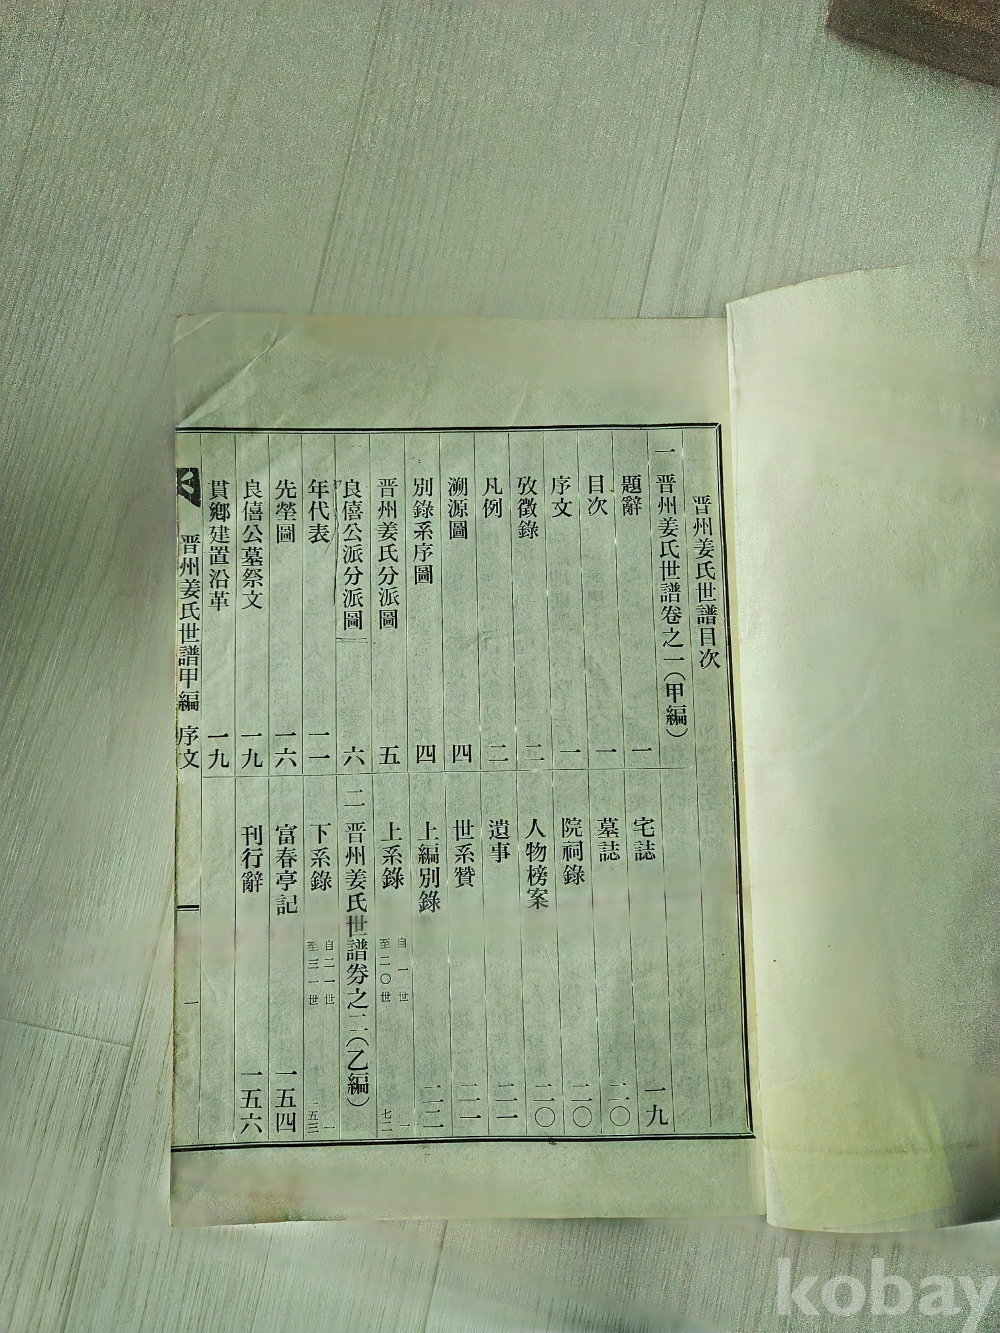 晋州姜氏世譜目次
一 晋州姜氏世譜卷之一（甲編）
題辭 一
目次 一
序文 一
攷徵錄 二
凡例 二
溯源圖 四
別錄系序圖 四
晋州姜氏分派圖 五
良僖公派分派圖 六
年代表 一一
先塋圖 一六
良僖公墓祭文 一九
貫鄕建置沿革 一九
宅誌 一九
墓誌 二〇
院祠錄 二〇
人物榜案 二〇
遺事 二一
世系贊 二一
上編別錄 二二
上系錄 自一世 至二〇世 一 七二
二 晋州姜氏世譜券之二（乙編）
下系錄 自二一世 至三一世 一 一五三
富春亭記 一五四
刊行辭 一五六
晋州姜氏世譜甲編 序文 一
kobay